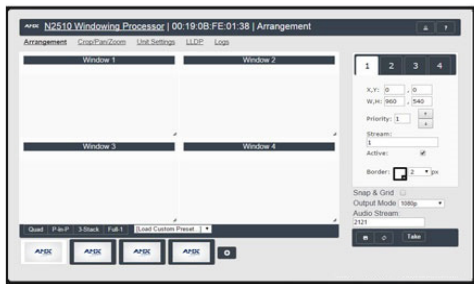 AMX N2510 Windowing Processor | 00:19:0B:FE:01:38 | Arrangement
Arrangement Crop/Pan/Zoom Unit Settings LLDP Logs
Window 1 Window 2
Window 3 Window 4
Quad P-in-P 3-Stack Full-1 [Load Custom Preset...]
AMX AMX AMX AMX
1 2 3 4
X,Y: 0 , 0
W,H: 960 , 540
Priority: 1
Stream:
1
Active:
Border: 2 px
Snap & Grid
Output Mode 1080p
Audio Stream:
2121
Take